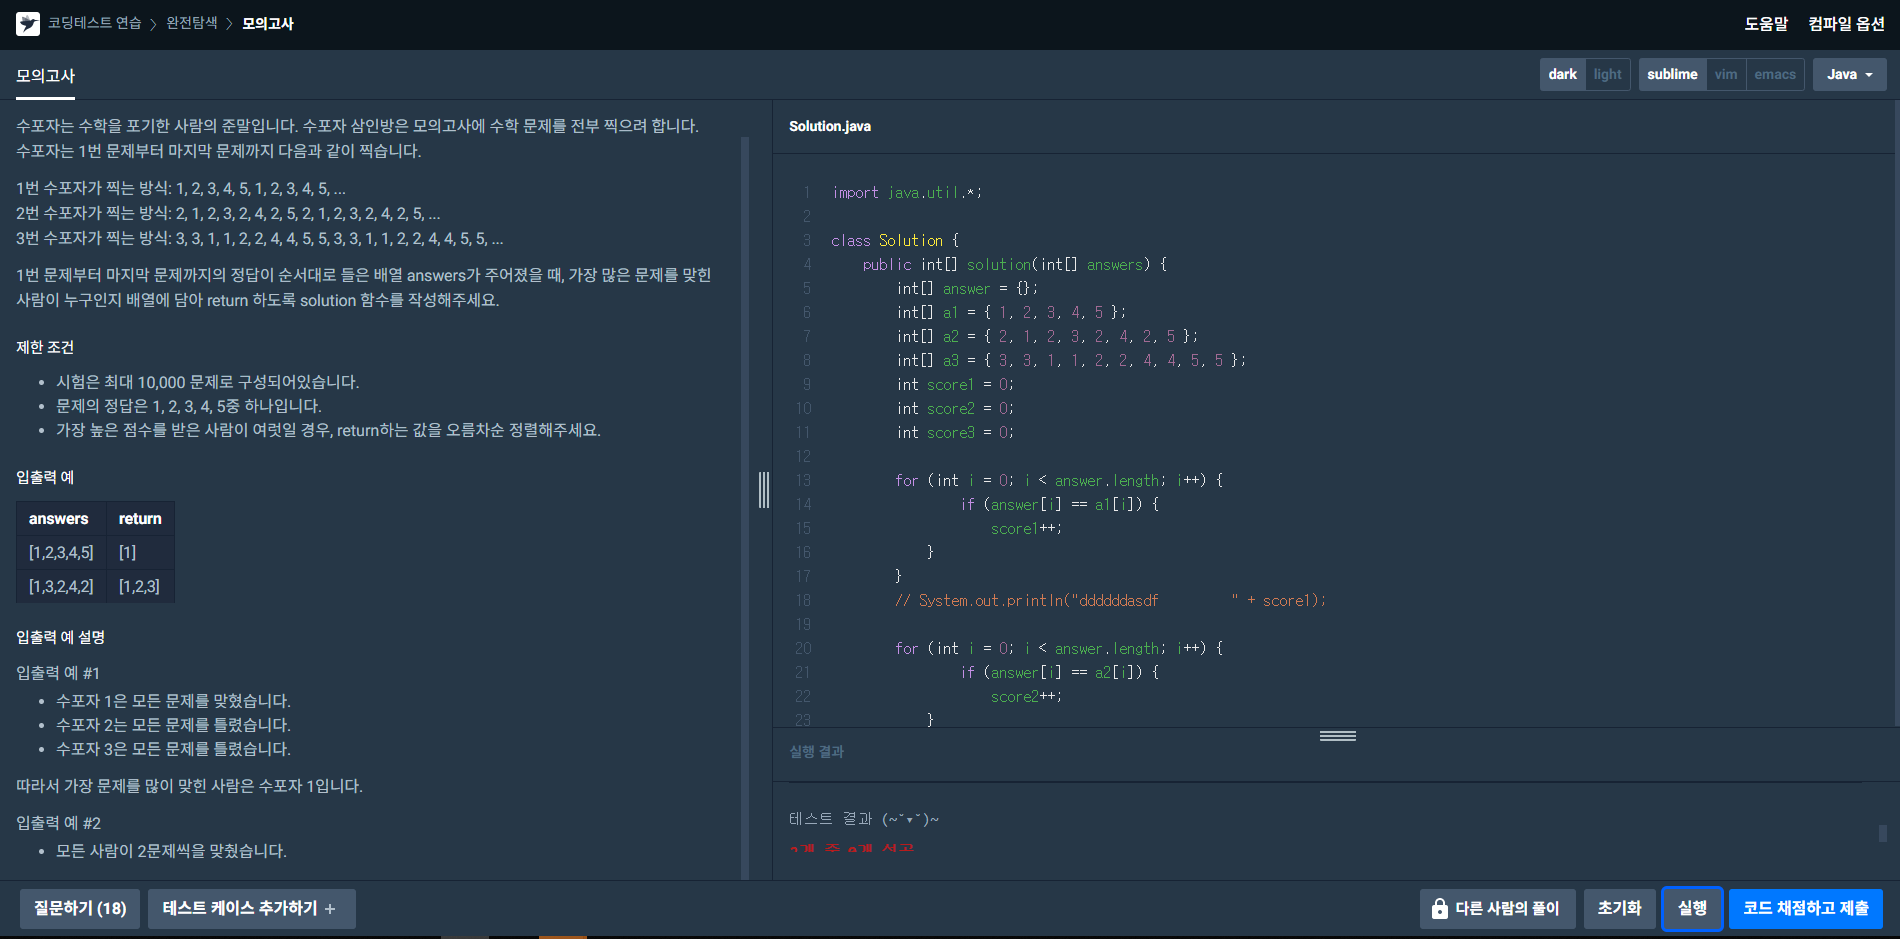 코딩테스트 연습 > 완전탐색 > 모의고사
도움말 컴파일 옵션
모의고사
dark light sublime vim emacs Java
수포자는 수학을 포기한 사람의 준말입니다. 수포자 삼인방은 모의고사에 수학 문제를 전부 찍으려 합니다.
수포자는 1번 문제부터 마지막 문제까지 다음과 같이 찍습니다.
1번 수포자가 찍는 방식: 1, 2, 3, 4, 5, 1, 2, 3, 4, 5, ...
2번 수포자가 찍는 방식: 2, 1, 2, 3, 2, 4, 2, 5, 2, 1, 2, 3, 2, 4, 2, 5, ...
3번 수포자가 찍는 방식: 3, 3, 1, 1, 2, 2, 4, 4, 5, 5, 3, 3, 1, 1, 2, 2, 4, 4, 5, 5, ...
1번 문제부터 마지막 문제까지의 정답이 순서대로 들은 배열 answers가 주어졌을 때, 가장 많은 문제를 맞힌
사람이 누구인지 배열에 담아 return 하도록 solution 함수를 작성해주세요.
제한 조건
• 시험은 최대 10,000 문제로 구성되어있습니다.
• 문제의 정답은 1, 2, 3, 4, 5중 하나입니다.
• 가장 높은 점수를 받은 사람이 여럿일 경우, return하는 값을 오름차순 정렬해주세요.
입출력 예
answers return
[1,2,3,4,5] [1]
[1,3,2,4,2] [1,2,3]
입출력 예 설명
입출력 예 #1
• 수포자 1은 모든 문제를 맞혔습니다.
• 수포자 2는 모든 문제를 틀렸습니다.
• 수포자 3은 모든 문제를 틀렸습니다.
따라서 가장 문제를 많이 맞힌 사람은 수포자 1입니다.
입출력 예 #2
• 모든 사람이 2문제씩을 맞췄습니다.
Solution.java
1 import java.util.*;
2
3 class Solution {
4 public int[] solution(int[] answers) {
5 int[] answer = {};
6 int[] a1 = { 1, 2, 3, 4, 5 };
7 int[] a2 = { 2, 1, 2, 3, 2, 4, 2, 5 };
8 int[] a3 = { 3, 3, 1, 1, 2, 2, 4, 4, 5, 5 };
9 int score1 = 0;
10 int score2 = 0;
11 int score3 = 0;
12
13 for (int i = 0; i < answer.length; i++) {
14 if (answer[i] == a1[i]) {
15 score1++;
16 }
17 }
18 // System.out.println("ddddddasdf " + score1);
19
20 for (int i = 0; i < answer.length; i++) {
21 if (answer[i] == a2[i]) {
22 score2++;
23 }
실행 결과
테스트 결과 (~˘▾˘)~
2개 중 0개 성공
질문하기 (18) 테스트 케이스 추가하기 +
다른 사람의 풀이 초기화 실행 코드 채점하고 제출